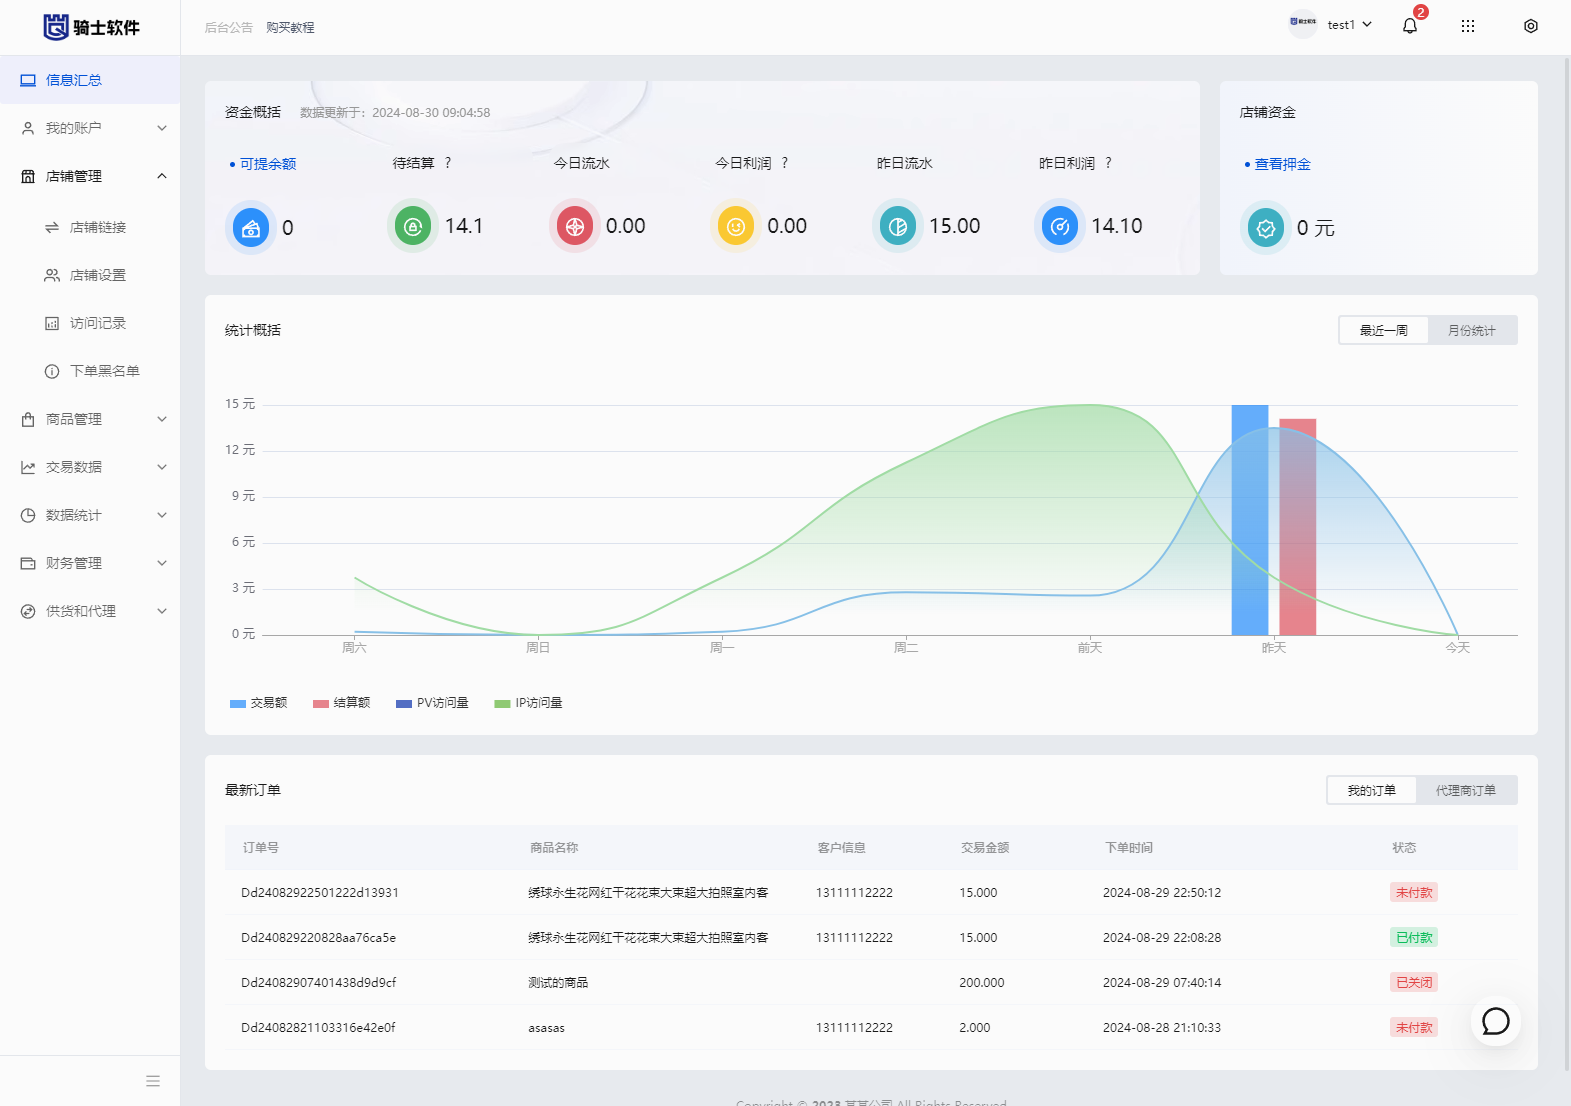 骑士软件
后台公告 购买教程
骑士软件 test1 2
信息汇总
我的账户
店铺管理
店铺链接
店铺设置
访问记录
下单黑名单
商品管理
交易数据
数据统计
财务管理
供货和代理
资金概括 数据更新于：2024-08-30 09:04:58
可提余额 待结算 ? 今日流水 今日利润 ? 昨日流水 昨日利润 ?
0 14.1 0.00 0.00 15.00 14.10
店铺资金
查看押金
0 元
统计概括
最近一周 月份统计
15 元
12 元
9 元
6 元
3 元
0 元
周六 周日 周一 周二 前天 昨天 今天
交易额 结算额 PV访问量 IP访问量
最新订单
我的订单 代理商订单
订单号 商品名称 客户信息 交易金额 下单时间 状态
Dd24082922501222d13931 绣球永生花网红干花花束大束超大拍照室内客 13111112222 15.000 2024-08-29 22:50:12 未付款
Dd240829220828aa76ca5e 绣球永生花网红干花花束大束超大拍照室内客 13111112222 15.000 2024-08-29 22:08:28 已付款
Dd24082907401438d9d9cf 测试的商品 200.000 2024-08-29 07:40:14 已关闭
Dd24082821103316e42e0f asasas 13111112222 2.000 2024-08-28 21:10:33 未付款
Copyright © 2023 某某公司 All Rights Reserved